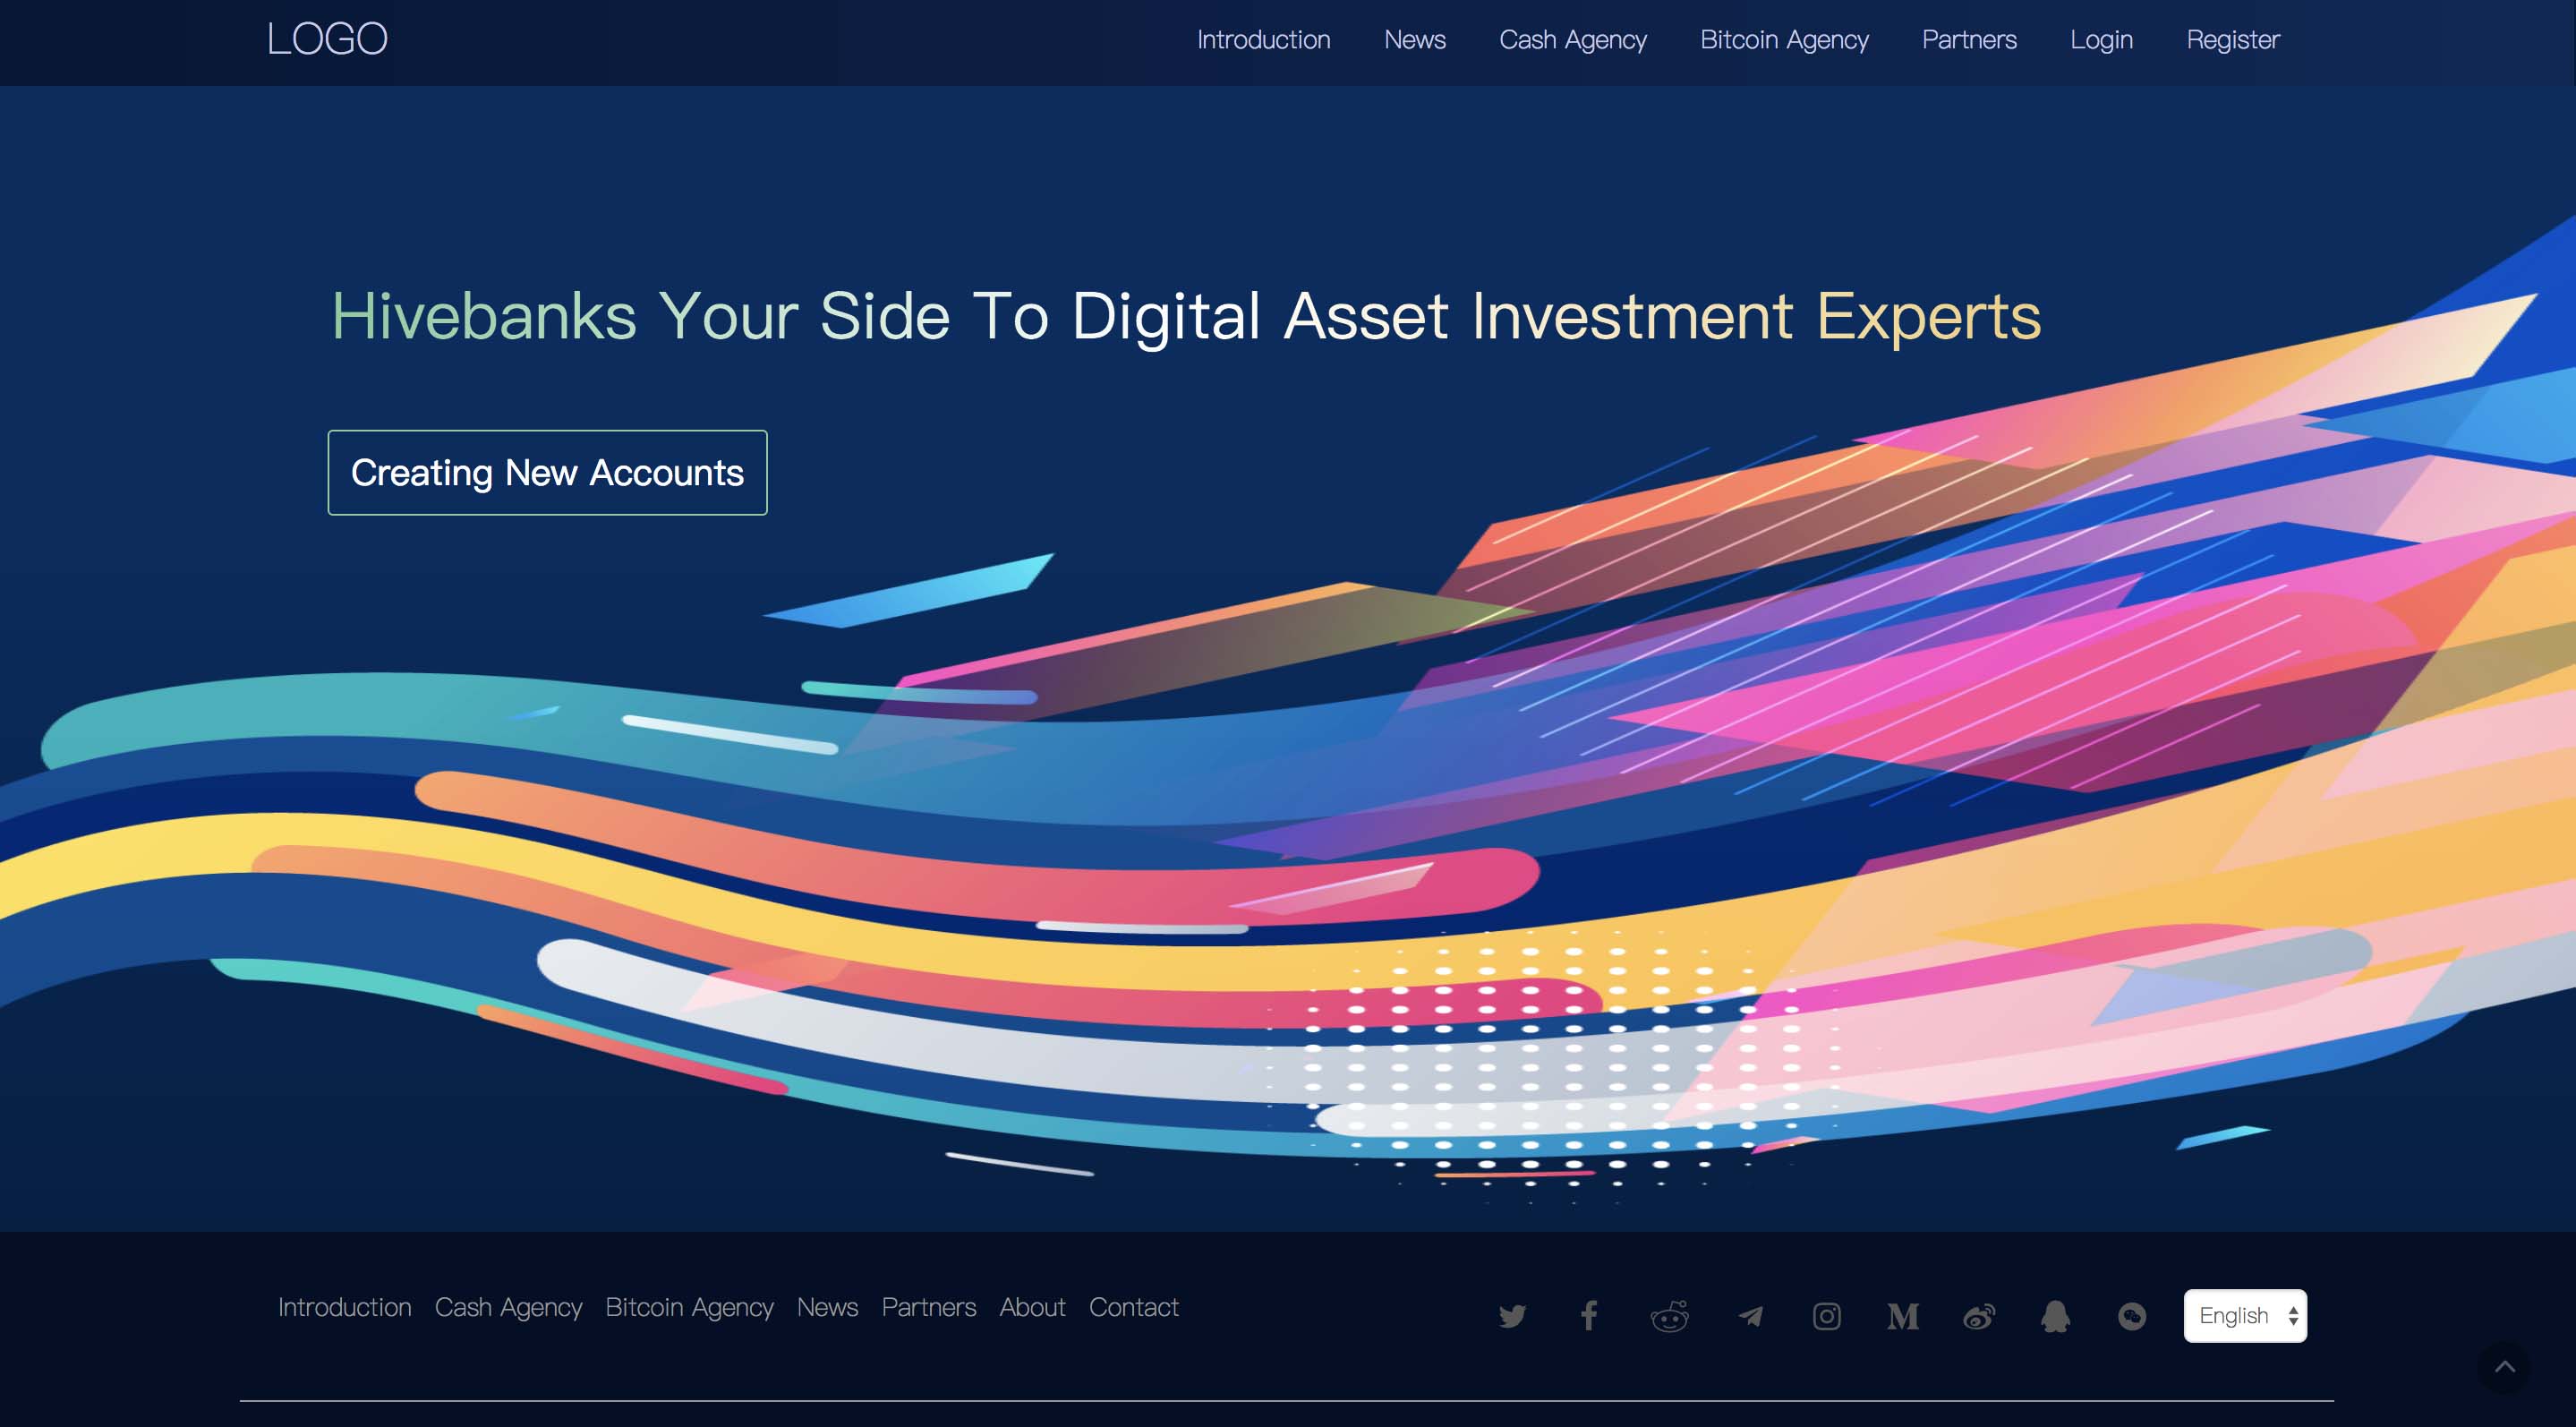 LOGO Introduction News Cash Agency Bitcoin Agency Partners Login Register
Hivebanks Your Side To Digital Asset Investment Experts
Creating New Accounts
Introduction Cash Agency Bitcoin Agency News Partners About Contact English